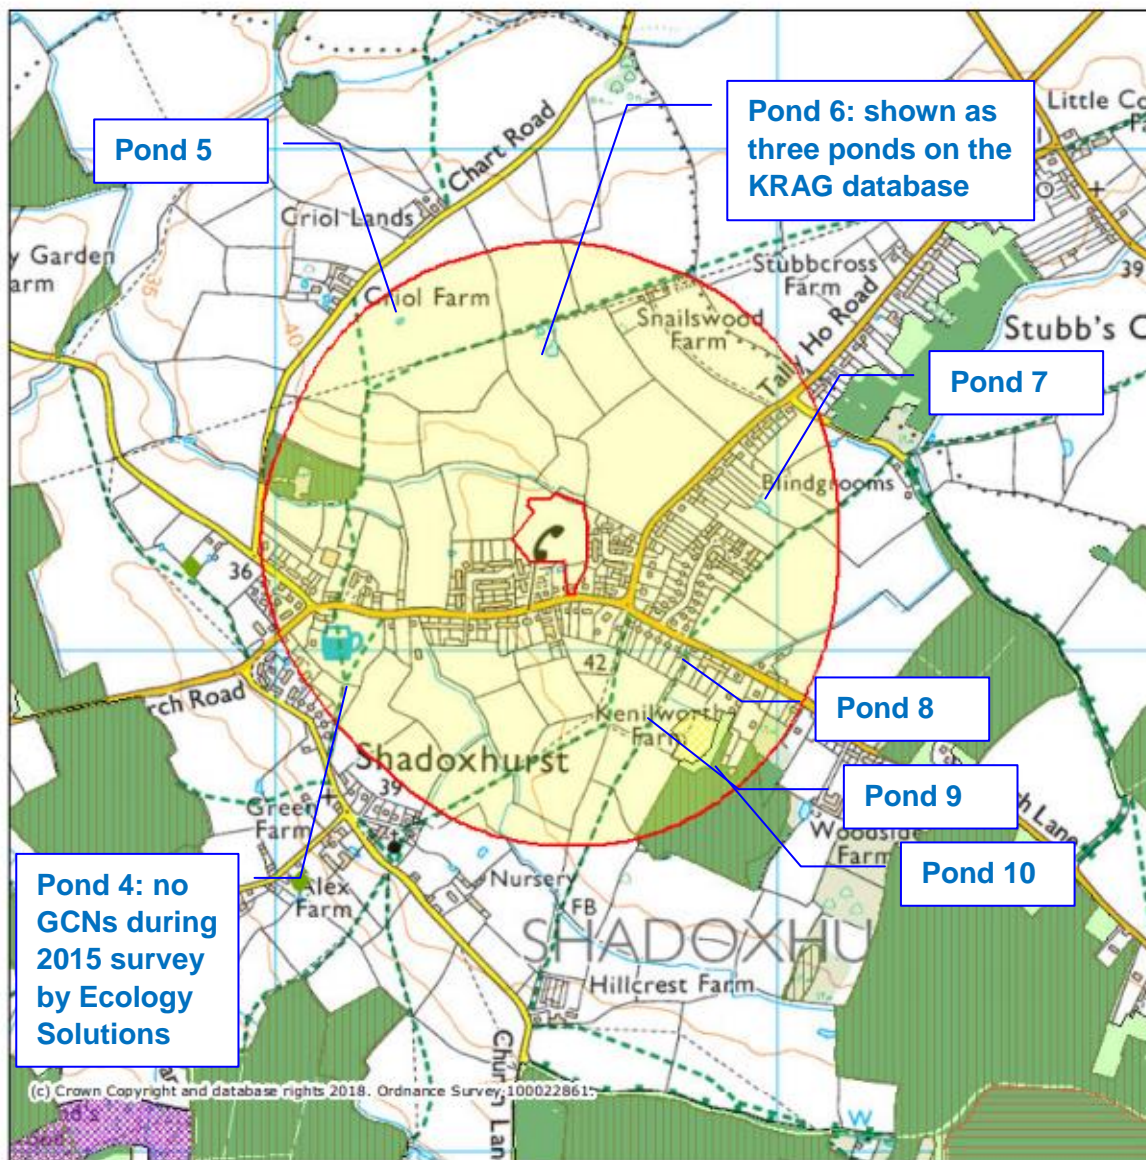 Little Co
Pond 6: shown as
three ponds on the
KRAG database
Pond 5
Chart Road
Criol Lands
39
y Garden
arm
35
Criol Farm
40
Stubbcross
Farm
Snailswood
Farm
Stubb's C
Tally Ho Road
Pond 7
Blindgrooms
36
42
rch Road
Kenilworth
Farm
Pond 8
Shadoxhurst
39
Pond 9
Green
Farm
Woodside
Farm
Pond 10
Pond 4: no
GCNs during
2015 survey
by Ecology
Solutions
Alex
Farm
Nursery
FB
SHADOXHU
Hillcrest Farm
(c) Crown Copyright and database rights 2018. Ordnance Survey 100022861.
W